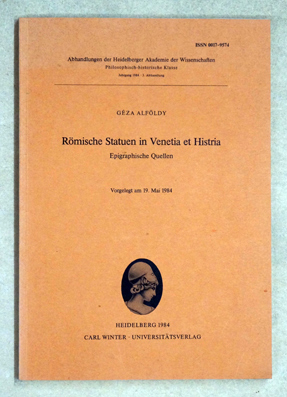 ISSN 0017-9574
Abhandlungen der Heidelberger Akademie der Wissenschaften
Philosophisch-historische Klasse
Jahrgang 1984 · 3. Abhandlung
GÉZA ALFÖLDY
Römische Statuen in Venetia et Histria
Epigraphische Quellen
Vorgelegt am 19. Mai 1984
HEIDELBERG 1984
CARL WINTER · UNIVERSITÄTSVERLAG